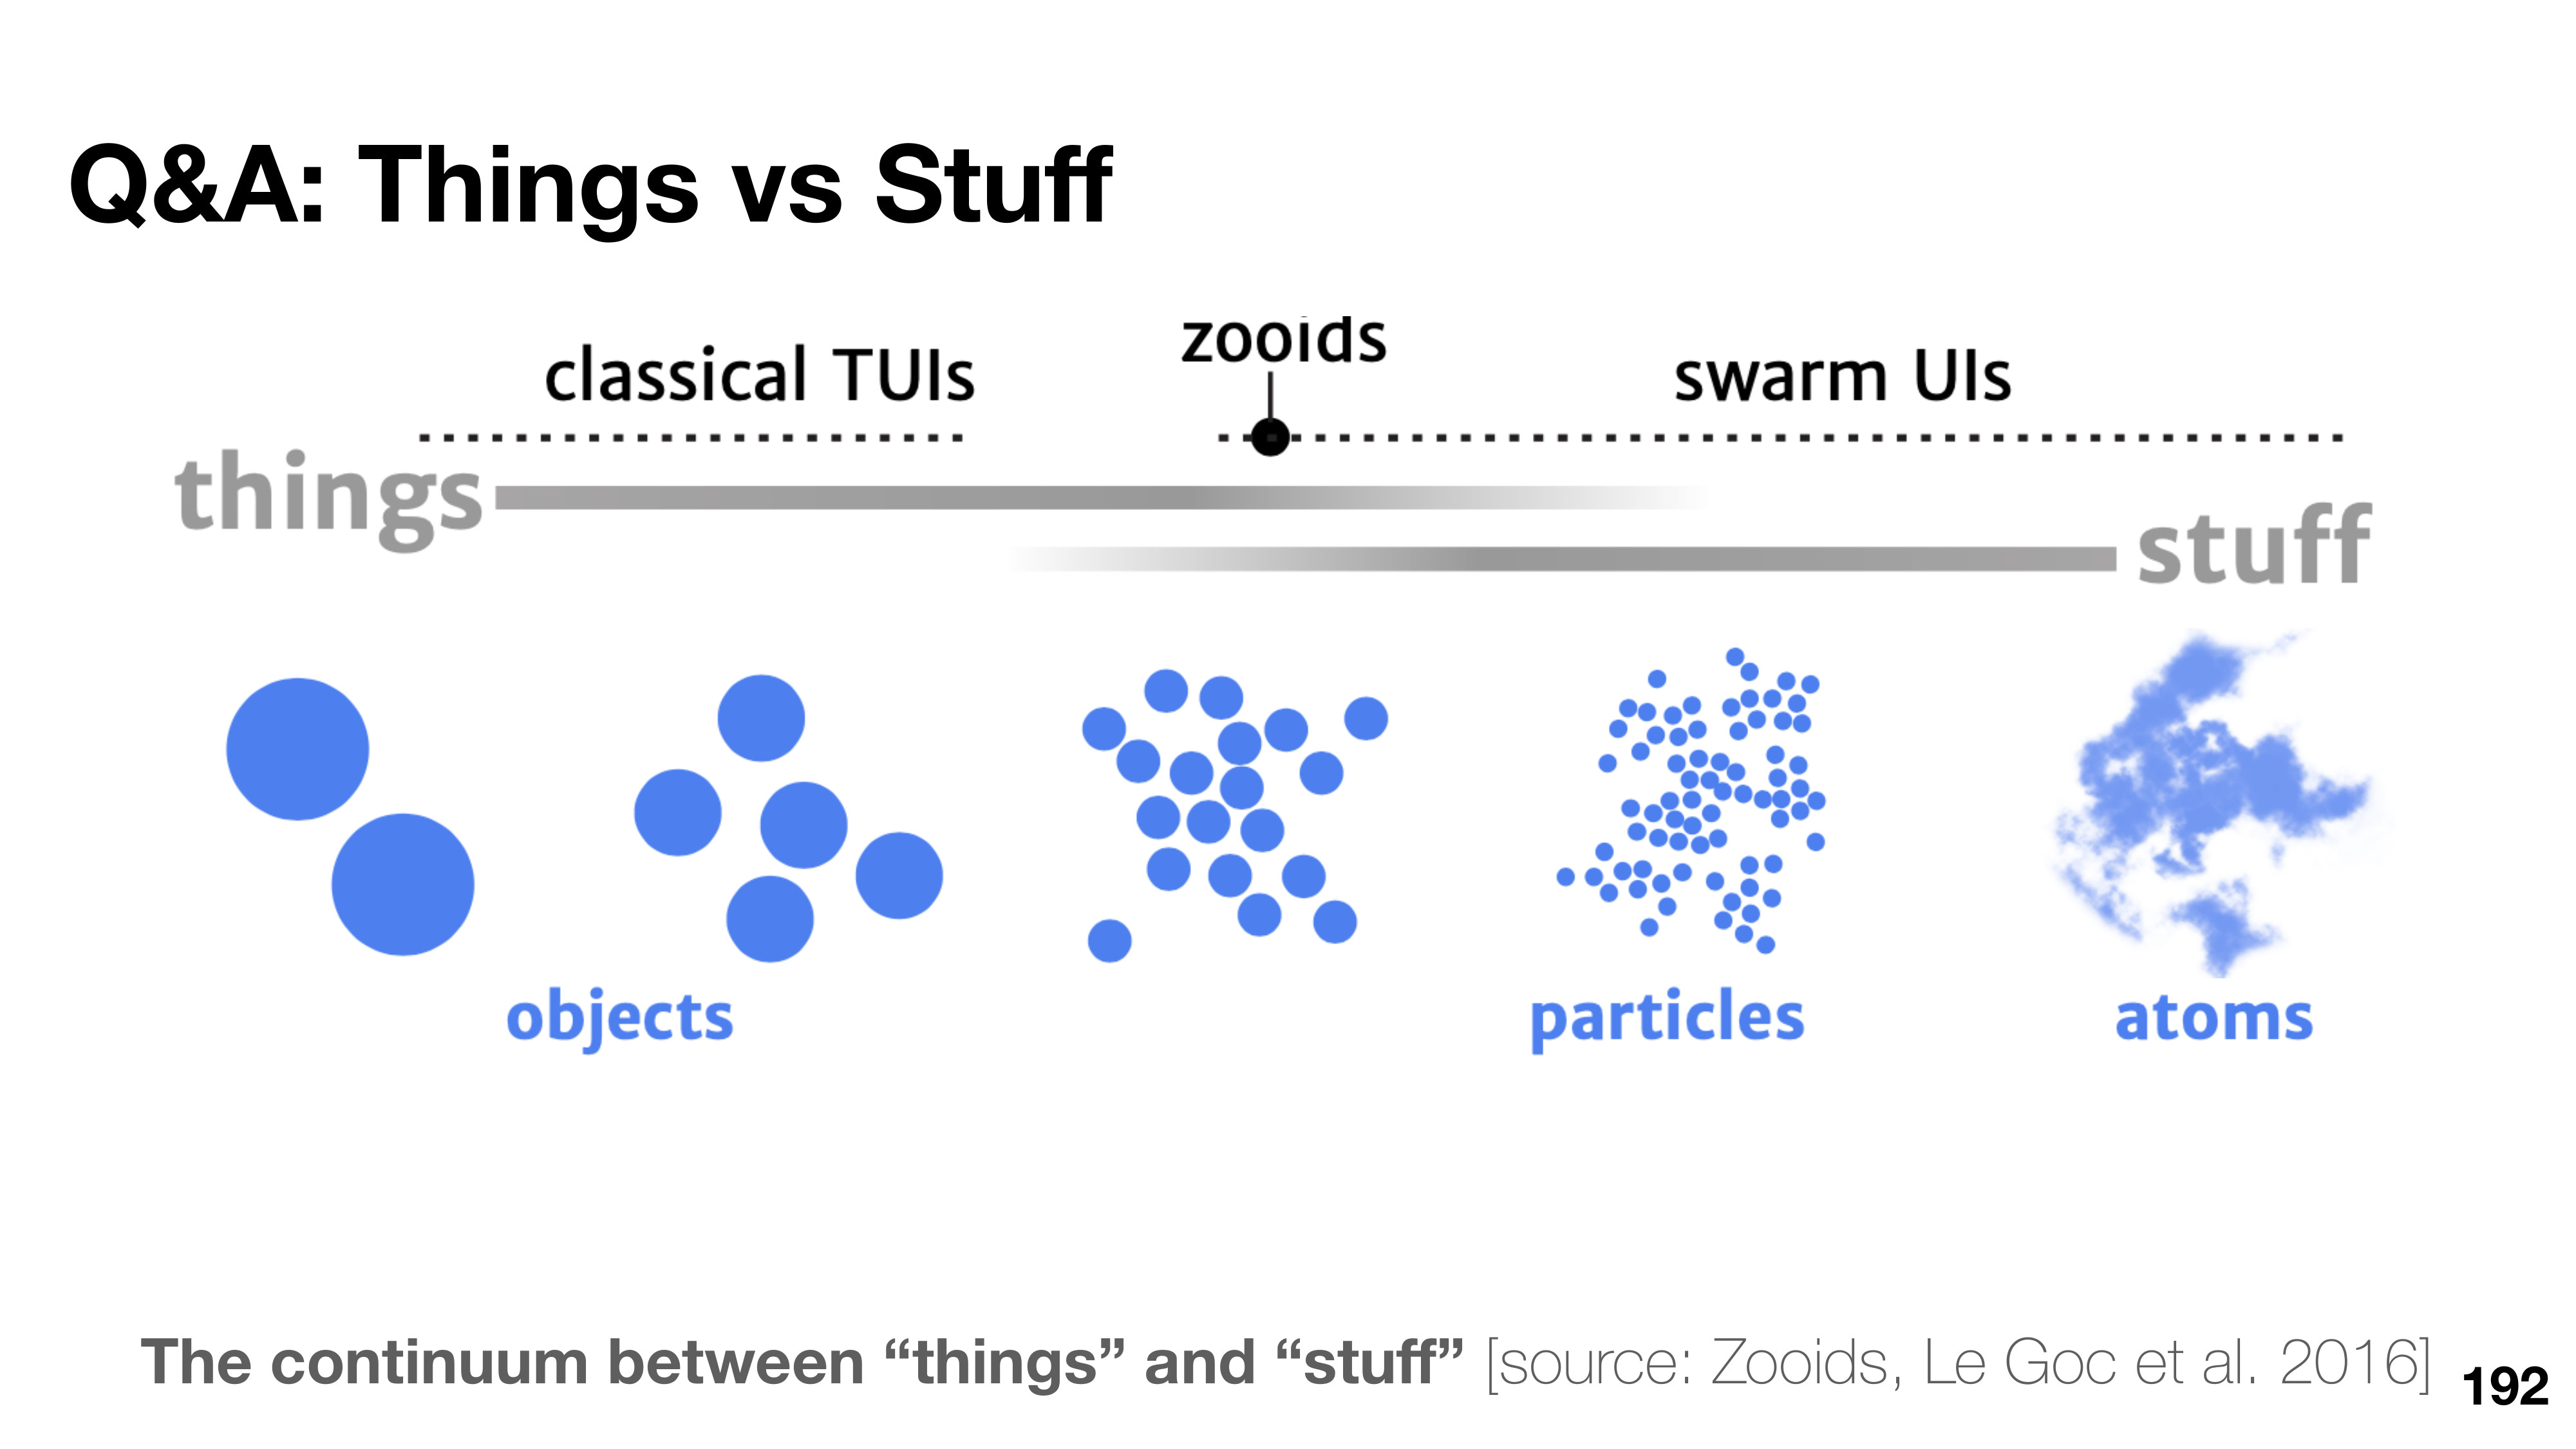 Q&A: Things vs Stuff
classical TUIs
zooids
swarm UIs
things
stuff
objects
particles
atoms
The continuum between “things” and “stuff” [source: Zooids, Le Goc et al. 2016]
192